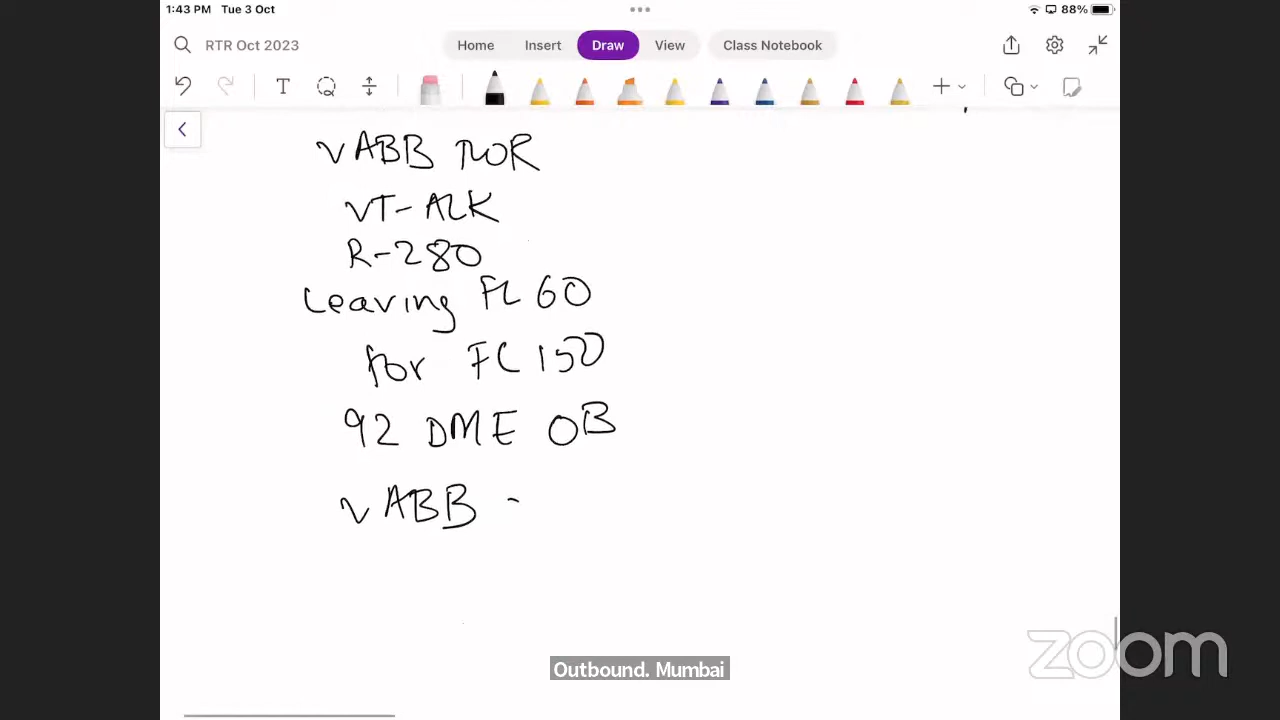 1:43 PM Tue 3 Oct 88%
RTR Oct 2023 Home Insert Draw View Class Notebook
T
VABB
VT-ALK
R-280
Leaving FL 60
for FL 150
92 DME OB
VABB -
zoom
Outbound. Mumbai